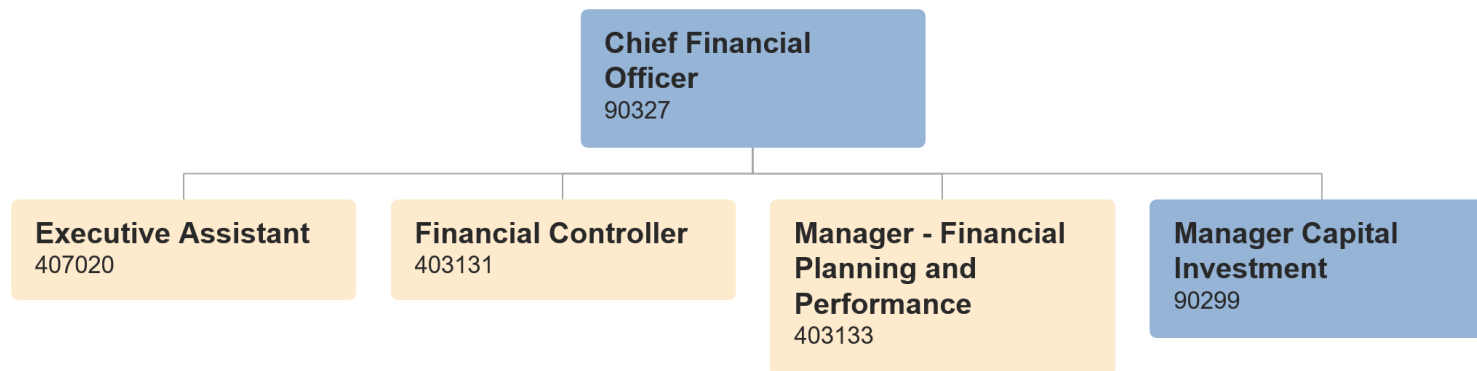 Chief Financial
Officer
90327
Executive Assistant
407020
Financial Controller
403131
Manager - Financial
Planning and
Performance
403133
Manager Capital
Investment
90299